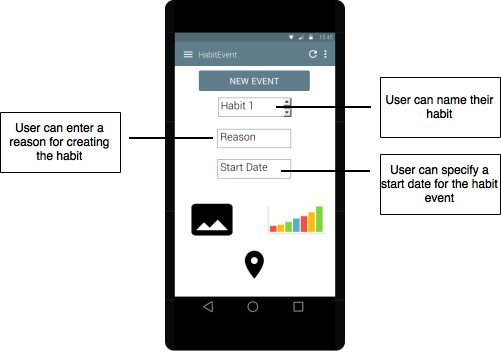 15:45
HabitEvent
NEW EVENT
Habit 1
User can name their
habit
User can enter a
reason for creating
the habit
Reason
Start Date
User can specify a
start date for the habit
event